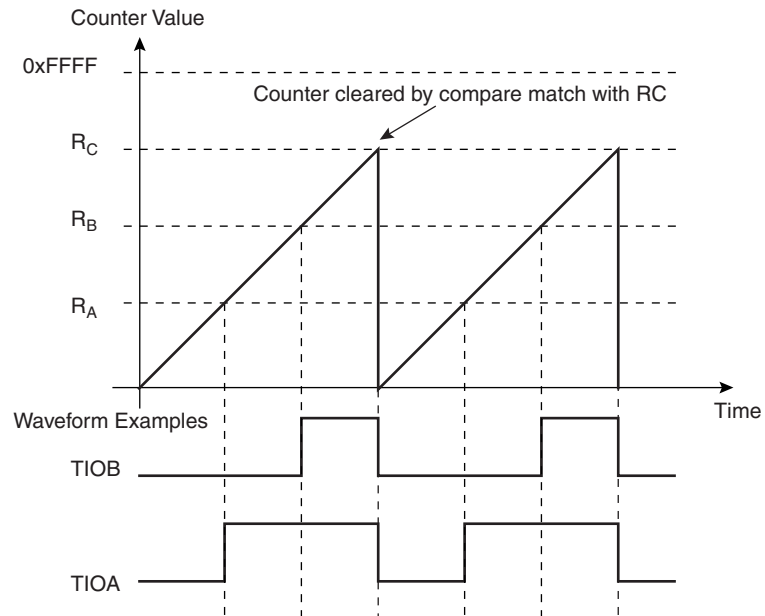 Counter Value
0xFFFF
Counter cleared by compare match with RC
RC
RB
RA
Time
Waveform Examples
TIOB
TIOA